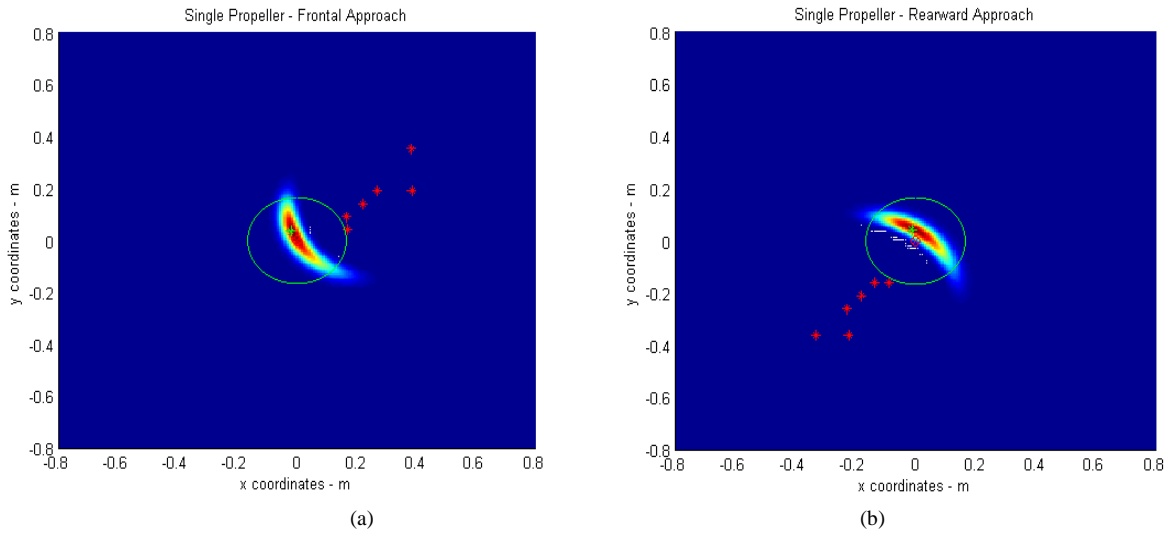 Single Propeller - Frontal Approach
0.8
0.6
0.4
0.2
0
-0.2
-0.4
-0.6
-0.8
y coordinates - m
-0.8 -0.6 -0.4 -0.2 0 0.2 0.4 0.6 0.8
x coordinates - m
(a)
Single Propeller - Rearward Approach
0.8
0.6
0.4
0.2
0
-0.2
-0.4
-0.6
-0.8
y coordinates - m
-0.8 -0.6 -0.4 -0.2 0 0.2 0.4 0.6 0.8
x coordinates - m
(b)